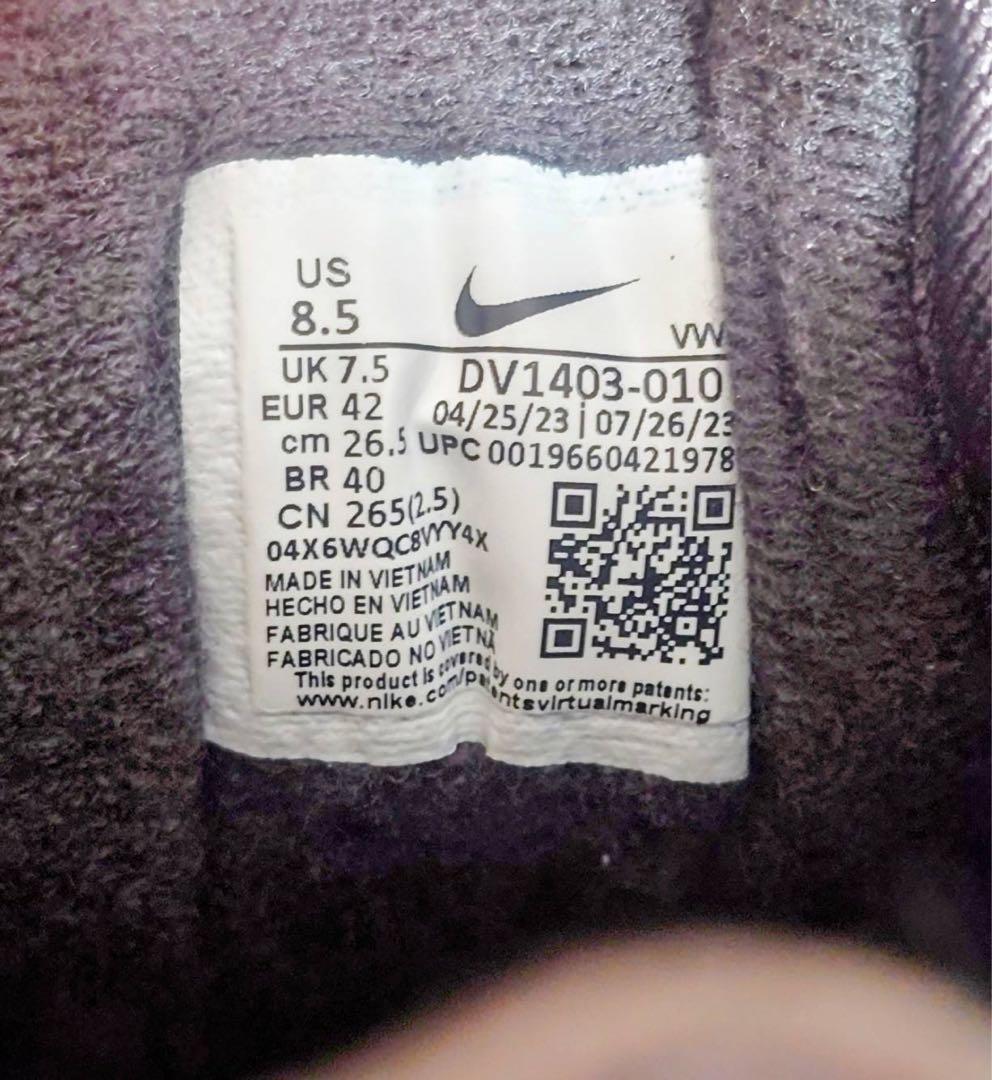 US
8.5
VW
UK 7.5
EUR 42
cm 26.5
BR 40
CN 265(2.5)
DV1403-010
04/25/23 | 07/26/23
UPC 0019660421978
04X6WQC8VYY4X
MADE IN VIETNAM
HECHO EN VIETNAM
FABRIQUE AU VIETNAM
FABRICADO NO VIETNÃ
This product is covered by one or more patents:
www.nike.com/patentsvirtualmarking